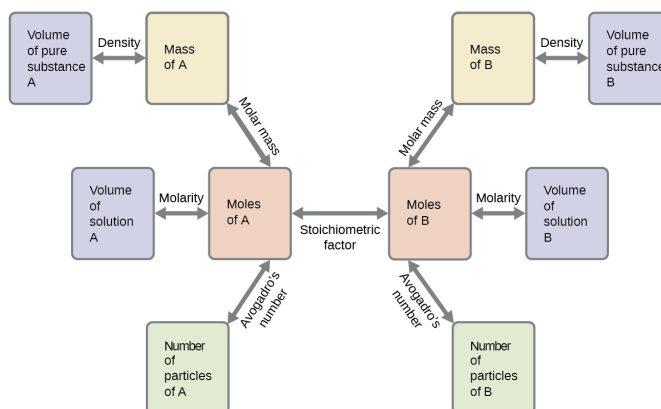 Volume
of pure
substance
A
Density
Mass
of A
Mass
of B
Density
Volume
of pure
substance
B
Molar mass
Molar mass
Volume
of
solution
A
Molarity
Moles
of A
Stoichiometric
factor
Moles
of B
Molarity
Volume
of
solution
B
Avogadro's
number
Avogadro's
number
Number
of
particles
of A
Number
of
particles
of B